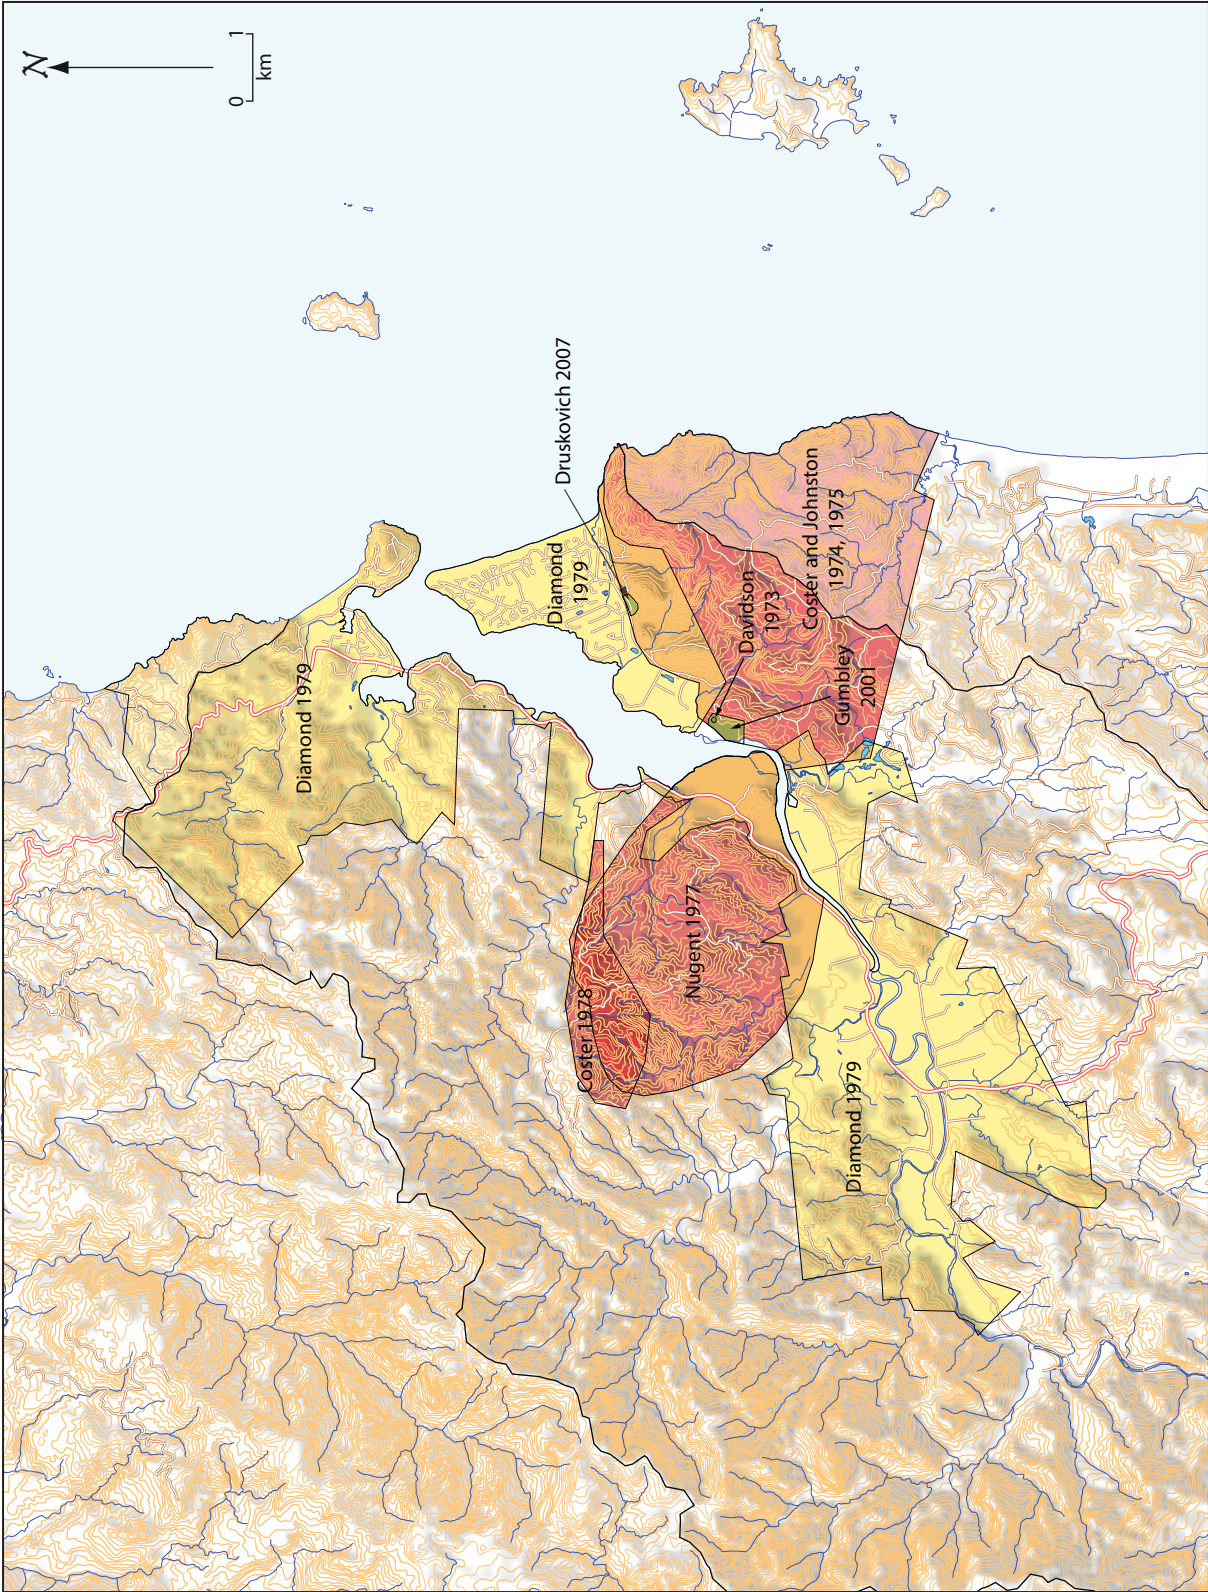 N
0 1
km
Druskovich 2007
Diamond
1979
Diamond 1979
Davidson
1973
Coster and Johnston
1974, 1975
Gumbley
2001
Nugent 1977
Coster 1978
Diamond 1979